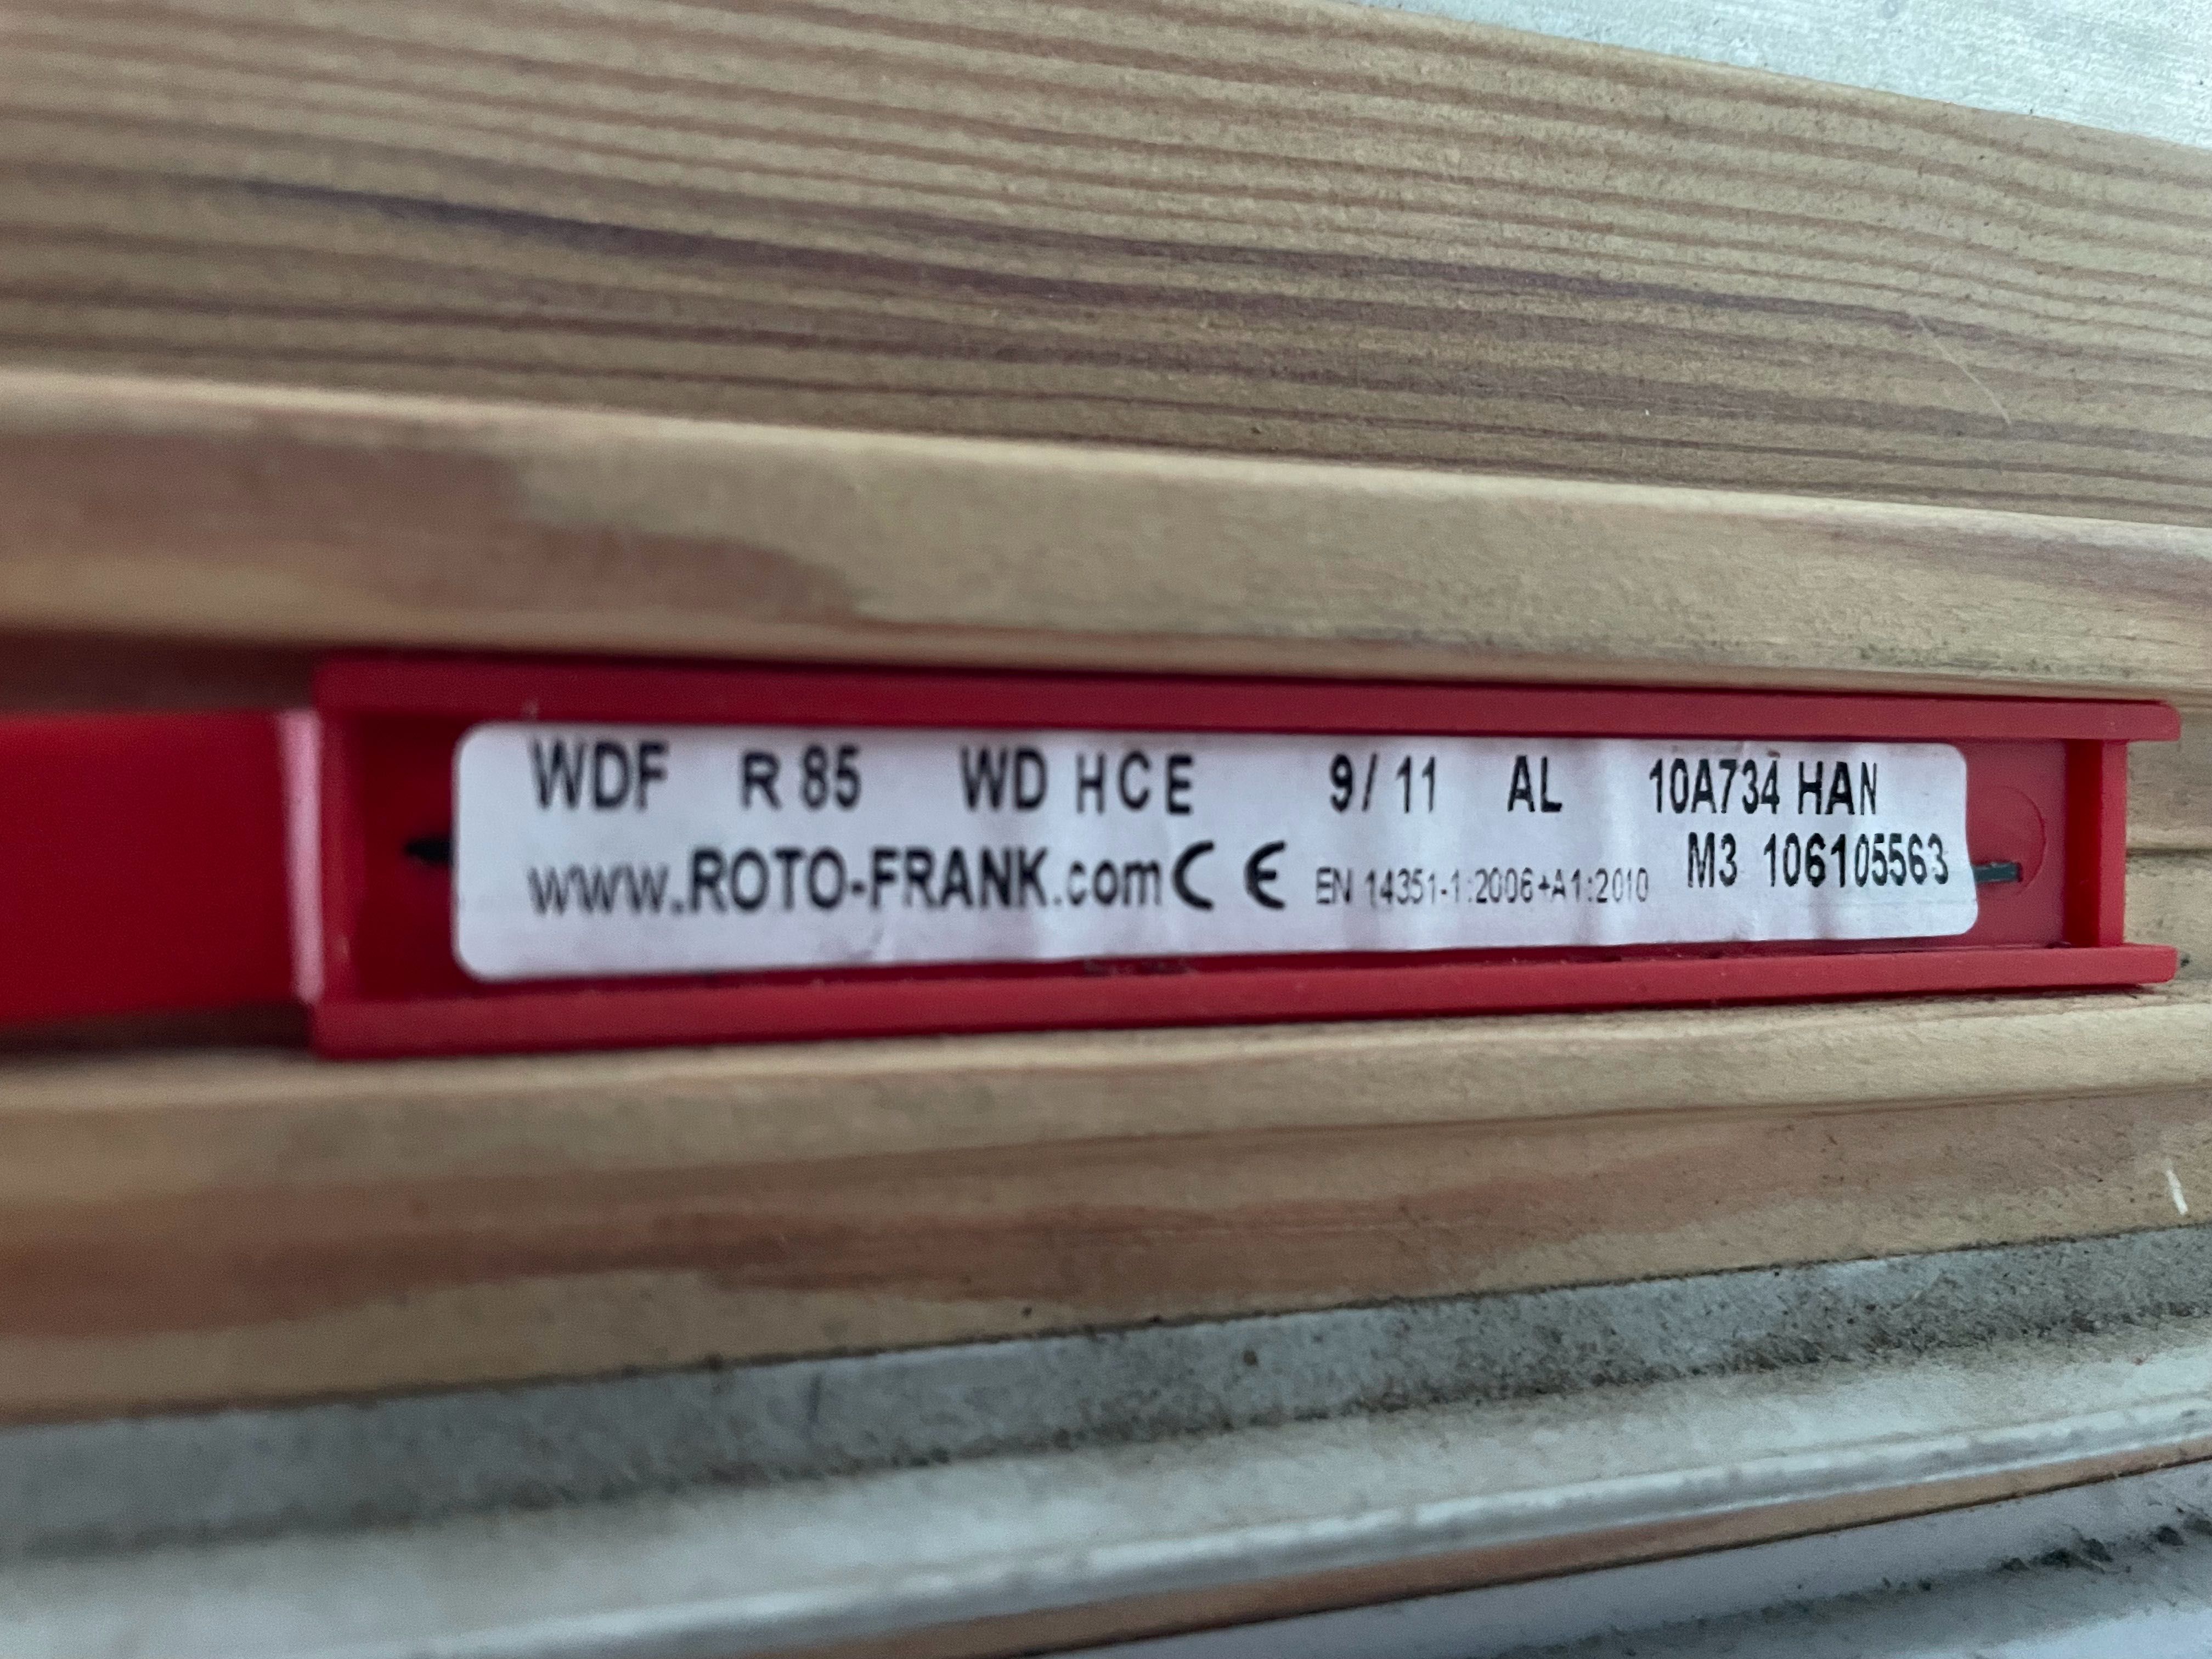 WDF R 85 WD H C E 9/ 11 AL 10A734 HAN
www.ROTO-FRANK.com CE EN 14351-1:2006+A1:2010 M3 106105563